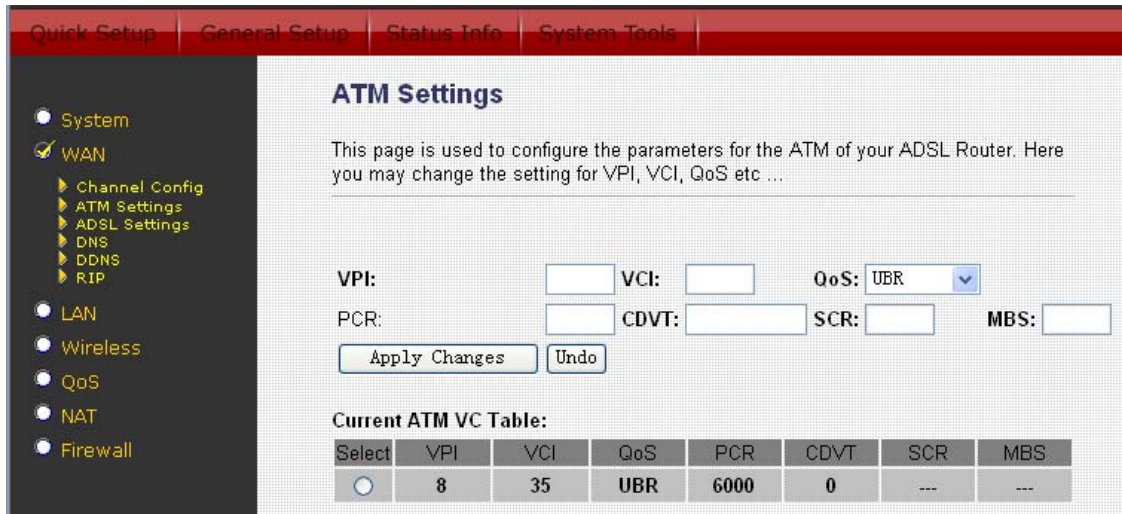 Quick Setup General Setup Status Info System Tools
System
WAN
Channel Config
ATM Settings
ADSL Settings
DNS
DDNS
RIP
LAN
Wireless
QoS
NAT
Firewall
ATM Settings
This page is used to configure the parameters for the ATM of your ADSL Router. Here
you may change the setting for VPI, VCI, QoS etc ...
VPI: VCI: QoS: UBR
PCR: CDVT: SCR: MBS:
Apply Changes Undo
Current ATM VC Table:
Select VPI VCI QoS PCR CDVT SCR MBS
8 35 UBR 6000 0 --- ---